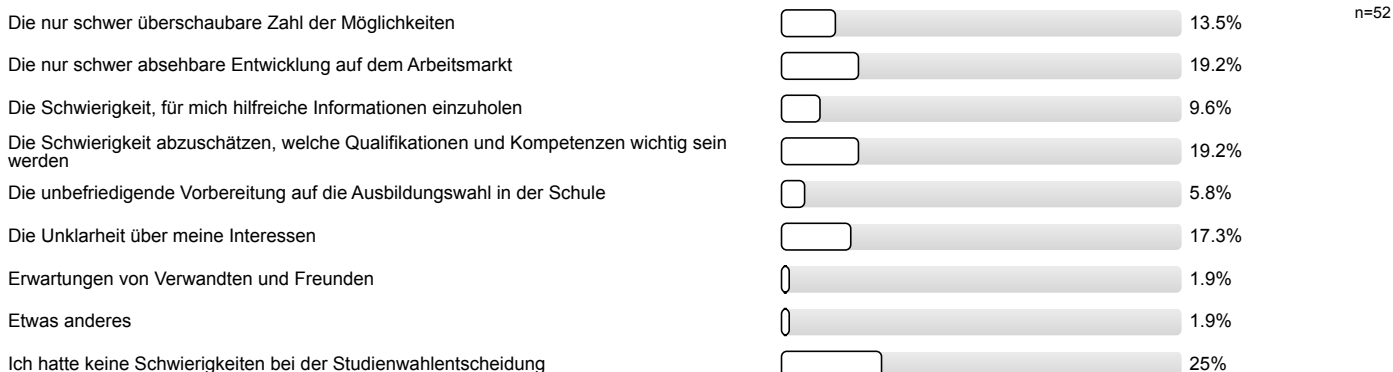 Die nur schwer überschaubare Zahl der Möglichkeiten 13.5% n=52
Die nur schwer absehbare Entwicklung auf dem Arbeitsmarkt 19.2%
Die Schwierigkeit, für mich hilfreiche Informationen einzuholen 9.6%
Die Schwierigkeit abzuschätzen, welche Qualifikationen und Kompetenzen wichtig sein
werden 19.2%
Die unbefriedigende Vorbereitung auf die Ausbildungswahl in der Schule 5.8%
Die Unklarheit über meine Interessen 17.3%
Erwartungen von Verwandten und Freunden 1.9%
Etwas anderes 1.9%
Ich hatte keine Schwierigkeiten bei der Studienwahlentscheidung 25%